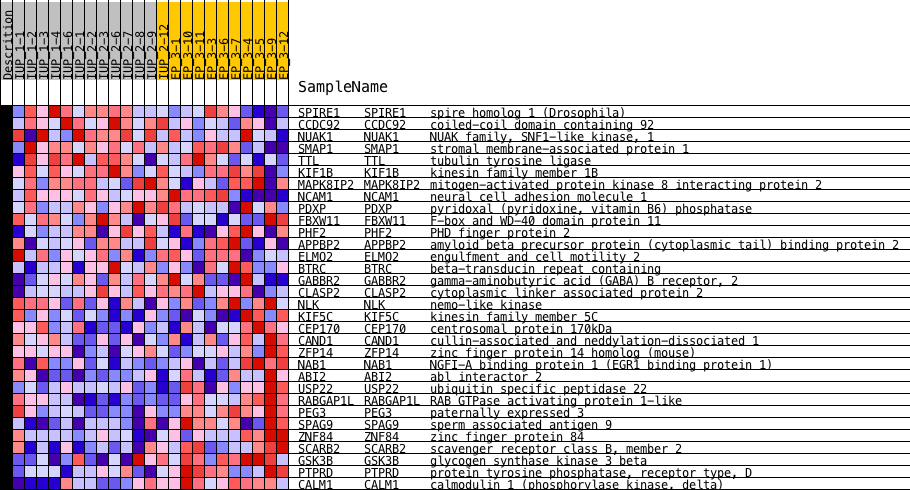 Descrition
IUP_1-1
IUP_1-2
IUP_1-3
IUP_1-4
IUP_1-6
IUP_2-1
IUP_2-2
IUP_2-3
IUP_2-6
IUP_2-7
IUP_2-8
IUP_2-9
IUP_2-12
EP_3-1
EP_3-10
EP_3-11
EP_3-3
EP_3-6
EP_3-7
EP_3-4
EP_3-5
EP_3-9
EP_3-12
SampleName
SPIRE1 SPIRE1 spire homolog 1 (Drosophila)
CCDC92 CCDC92 coiled-coil domain containing 92
NUAK1 NUAK1 NUAK family, SNF1-like kinase, 1
SMAP1 SMAP1 stromal membrane-associated protein 1
TTL TTL tubulin tyrosine ligase
KIF1B KIF1B kinesin family member 1B
MAPK8IP2 MAPK8IP2 mitogen-activated protein kinase 8 interacting protein 2
NCAM1 NCAM1 neural cell adhesion molecule 1
PDXP PDXP pyridoxal (pyridoxine, vitamin B6) phosphatase
FBXW11 FBXW11 F-box and WD-40 domain protein 11
PHF2 PHF2 PHD finger protein 2
APPBP2 APPBP2 amyloid beta precursor protein (cytoplasmic tail) binding protein 2
ELMO2 ELMO2 engulfment and cell motility 2
BTRC BTRC beta-transducin repeat containing
GABBR2 GABBR2 gamma-aminobutyric acid (GABA) B receptor, 2
CLASP2 CLASP2 cytoplasmic linker associated protein 2
NLK NLK nemo-like kinase
KIF5C KIF5C kinesin family member 5C
CEP170 CEP170 centrosomal protein 170kDa
CAND1 CAND1 cullin-associated and neddylation-dissociated 1
ZFP14 ZFP14 zinc finger protein 14 homolog (mouse)
NAB1 NAB1 NGFI-A binding protein 1 (EGR1 binding protein 1)
ABI2 ABI2 abl interactor 2
USP22 USP22 ubiquitin specific peptidase 22
RABGAP1L RABGAP1L RAB GTPase activating protein 1-like
PEG3 PEG3 paternally expressed 3
SPAG9 SPAG9 sperm associated antigen 9
ZNF84 ZNF84 zinc finger protein 84
SCARB2 SCARB2 scavenger receptor class B, member 2
GSK3B GSK3B glycogen synthase kinase 3 beta
PTPRD PTPRD protein tyrosine phosphatase, receptor type, D
CALM1 CALM1 calmodulin 1 (phosphorylase kinase, delta)